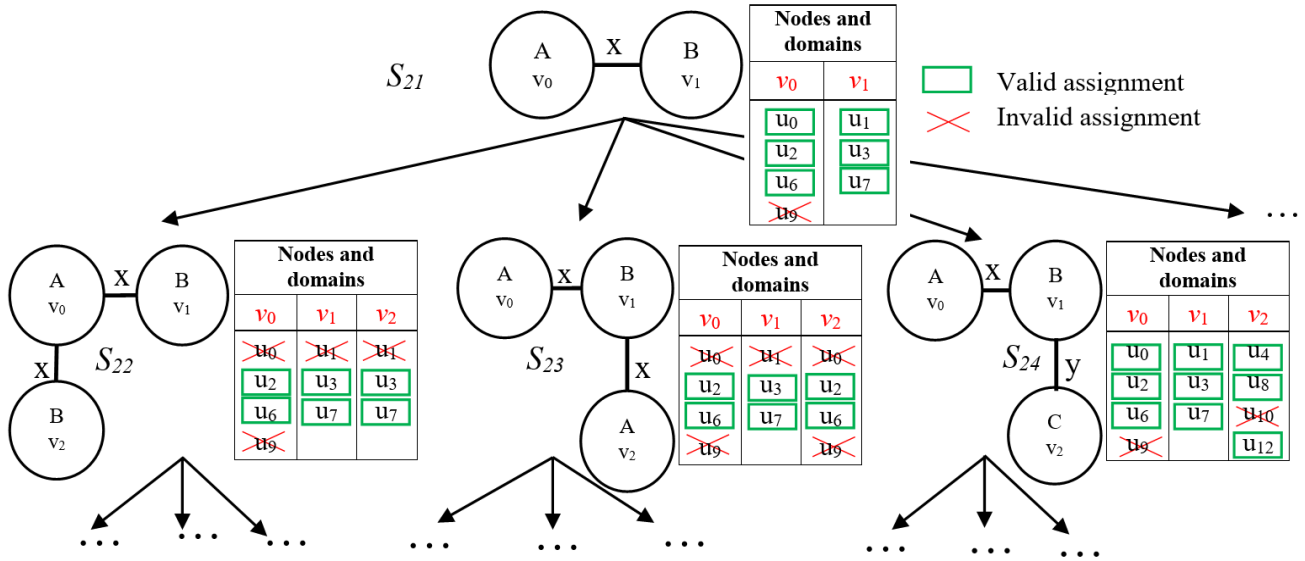 Nodes and
domains
v0 v1
u0 u1
u2 u3
u6 u7
u9
S21
A
v0
x
B
v1
Valid assignment
Invalid assignment
...
A
v0
x
B
v1
x
B
v2
S22
Nodes and
domains
v0 v1 v2
u0 u1 u1
u2 u3 u3
u6 u7 u7
u9
A
v0
x
B
v1
x
A
v2
S23
Nodes and
domains
v0 v1 v2
u0 u1 u0
u2 u3 u2
u6 u7 u6
u9 u9
A
v0
x
B
v1
y
C
v2
S24
Nodes and
domains
v0 v1 v2
u0 u1 u4
u2 u3 u8
u6 u7 u10
u9 u12
... ... ... ... ... ... ... ... ...